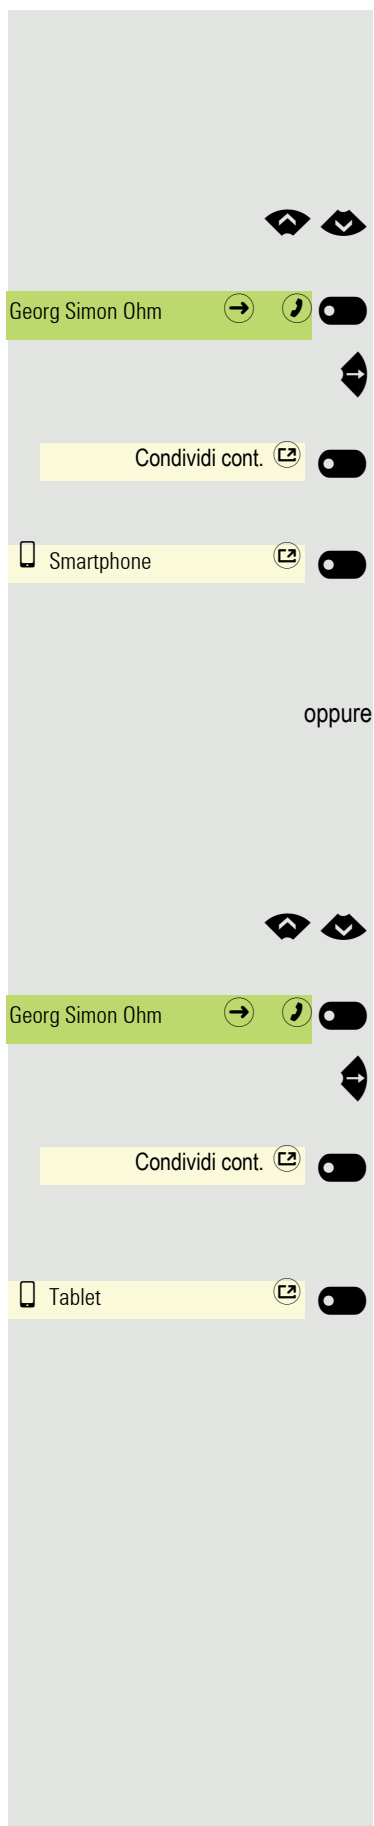 Georg Simon Ohm
Condividi cont.
Smartphone
oppure
Georg Simon Ohm
Condividi cont.
Tablet